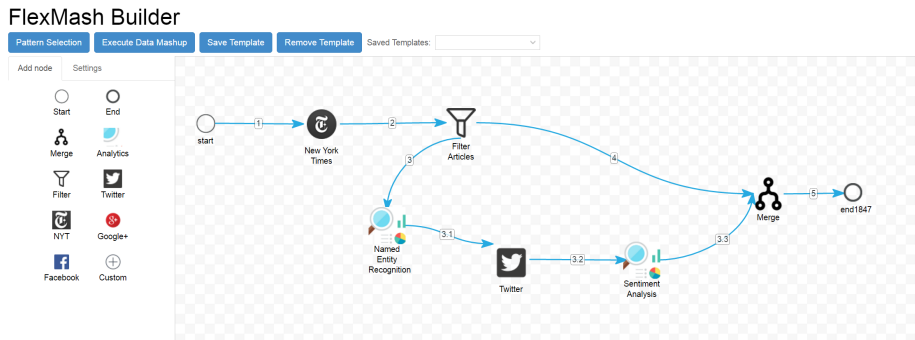 FlexMash Builder
Pattern Selection
Execute Data Mashup
Save Template
Remove Template
Saved Templates:
Add node
Settings
Start
End
Merge
Analytics
Filter
Twitter
NYT
Google+
Facebook
Custom
start
1
New York
Times
2
Filter
Articles
3
4
Named
Entity
Recognition
3.1
Twitter
3.2
Sentiment
Analysis
3.3
Merge
5
end1847